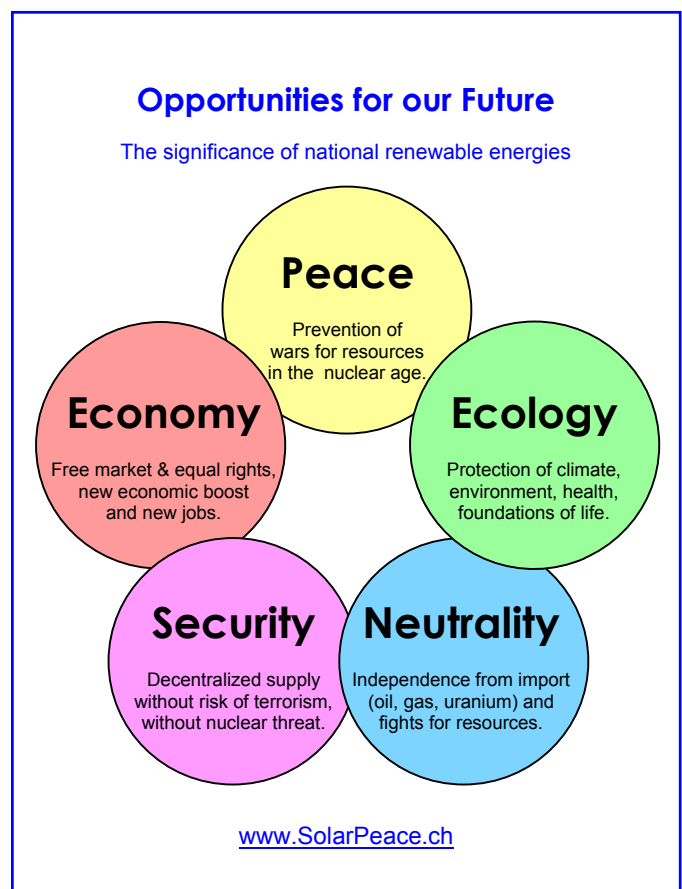 Opportunities for our Future
The significance of national renewable energies
Peace
Prevention of
wars for resources
in the  nuclear age.
Economy
Free market & equal rights,
new economic boost
and new jobs.
Ecology
Protection of climate,
environment, health,
foundations of life.
Security
Decentralized supply
without risk of terrorism,
without nuclear threat.
Neutrality
Independence from import
(oil, gas, uranium) and
fights for resources.
www.SolarPeace.ch